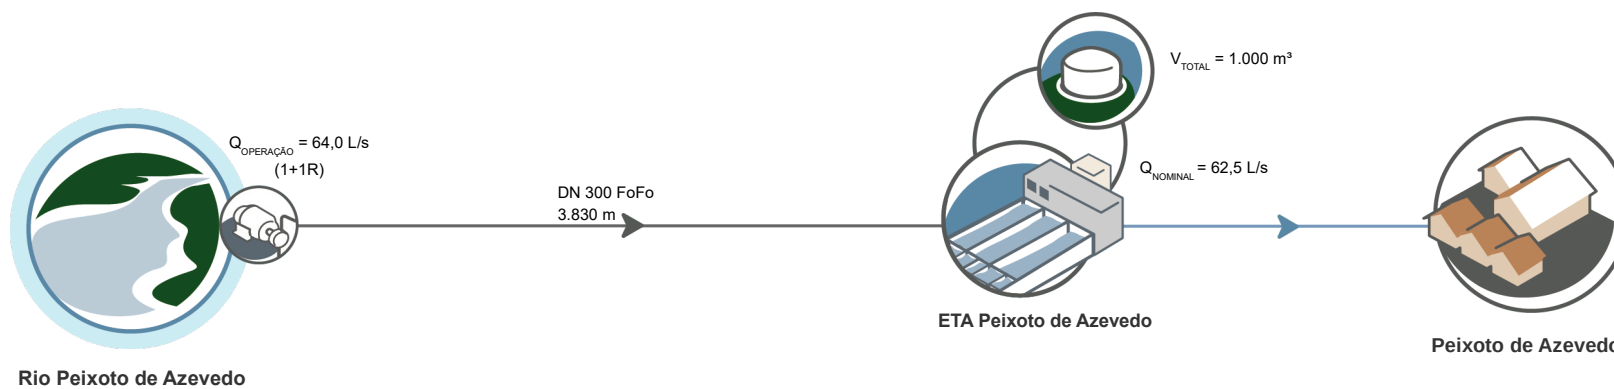 V_TOTAL = 1.000 m³
Q_OPERAÇÃO = 64,0 L/s
(1+1R)
Q_NOMINAL = 62,5 L/s
DN 300 FoFo
3.830 m
ETA Peixoto de Azevedo
Peixoto de Azevedo
Rio Peixoto de Azevedo